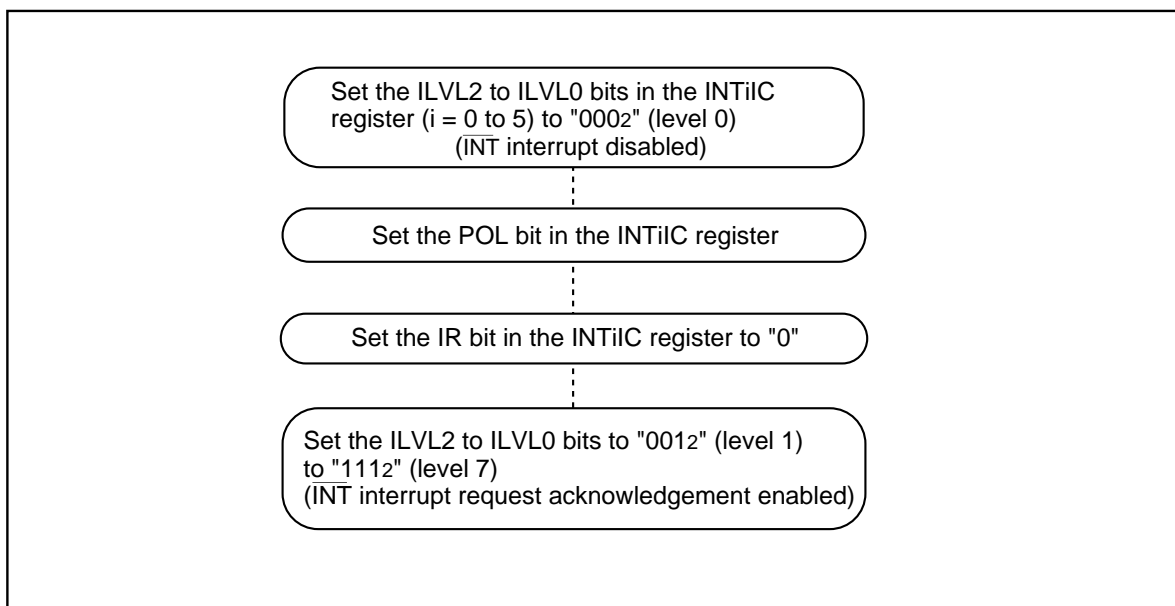 Set the ILVL2 to ILVL0 bits in the INTiIC
register (i = 0 to 5) to "0002" (level 0)
(INT interrupt disabled)
Set the POL bit in the INTiIC register
Set the IR bit in the INTiIC register to "0"
Set the ILVL2 to ILVL0 bits to "0012" (level 1)
to "1112" (level 7)
(INT interrupt request acknowledgement enabled)